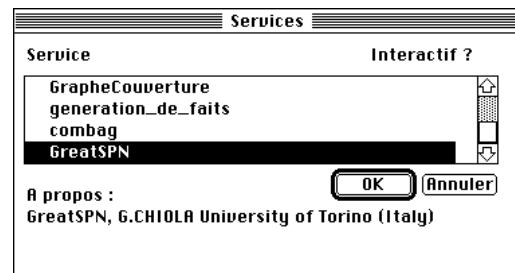 Services
Service Interactif ?
GrapheCouverture
generation_de_faits
combag
GreatSPN
OK Annuler
A propos :
GreatSPN, G.CHIOLA University of Torino (Italy)